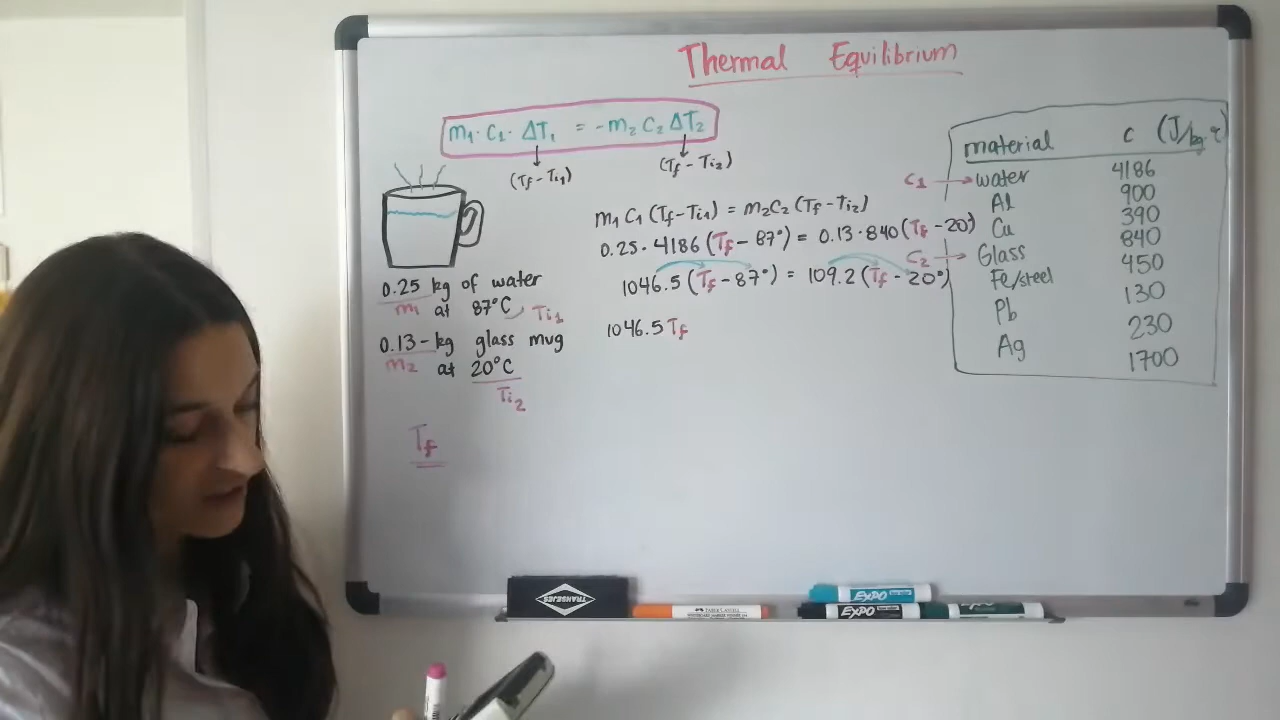 Thermal Equilibrium
m₁· C₁· ΔT₁ = -m₂ C₂ ΔT₂
(Tf - Ti₁)
(Tf - Ti₂)
m₁ C₁ (Tf-Ti₁) = m₂C₂ (Tf-Ti₂)
0.25 · 4186 (Tf - 87°) = 0.13 · 840 (Tf - 20)
1046.5 (Tf - 87°) = 109.2 (Tf - 20°)
1046.5 Tf
0.25 kg of water
m₁ at 87°C Ti₁
0.13-kg glass mug
m₂ at 20°C
Ti₂
Tf
material c (J/kg·°C)
C₁ → water 4186
Al 900
Cu 390
C₂ → Glass 840
Fe/steel 450
Pb 130
Ag 230
1700
TRANSEJES
FABER CASTELL
EXPO
EXPO